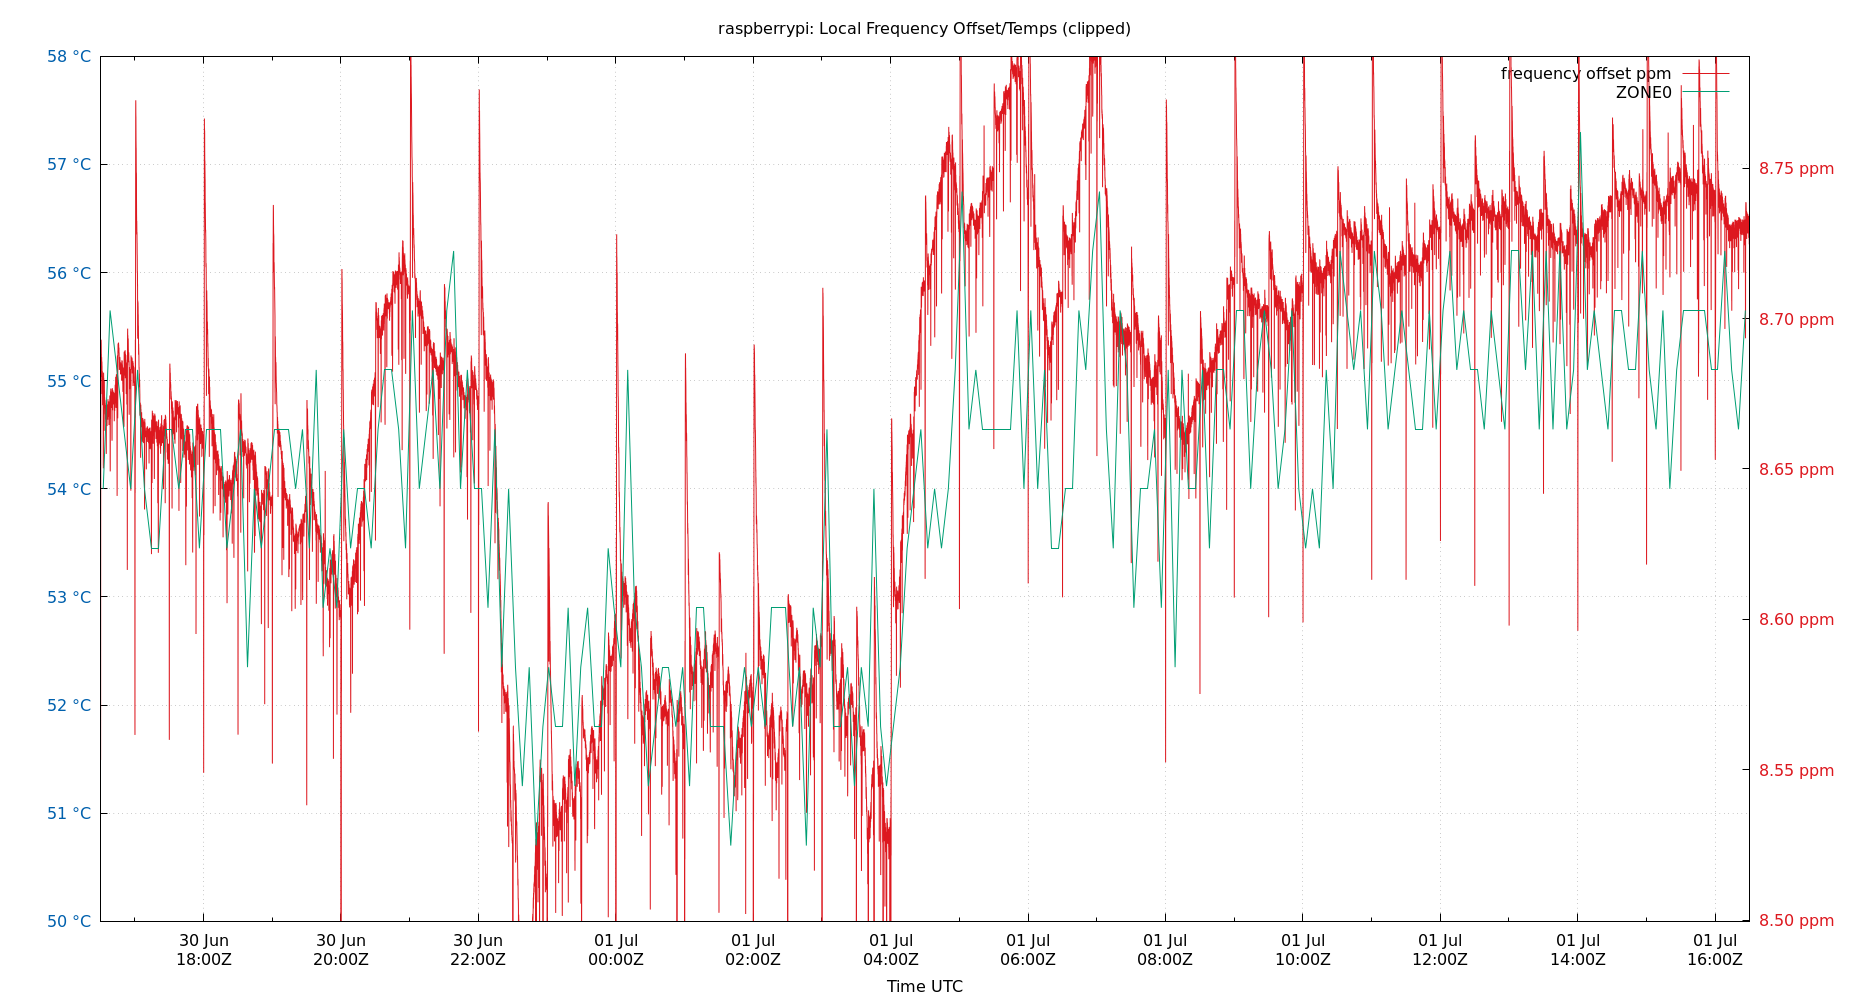 raspberrypi: Local Frequency Offset/Temps (clipped)
frequency offset ppm
ZONE0
58 °C
57 °C
56 °C
55 °C
54 °C
53 °C
52 °C
51 °C
50 °C
8.75 ppm
8.70 ppm
8.65 ppm
8.60 ppm
8.55 ppm
8.50 ppm
30 Jun
18:00Z
30 Jun
20:00Z
30 Jun
22:00Z
01 Jul
00:00Z
01 Jul
02:00Z
01 Jul
04:00Z
01 Jul
06:00Z
01 Jul
08:00Z
01 Jul
10:00Z
01 Jul
12:00Z
01 Jul
14:00Z
01 Jul
16:00Z
Time UTC